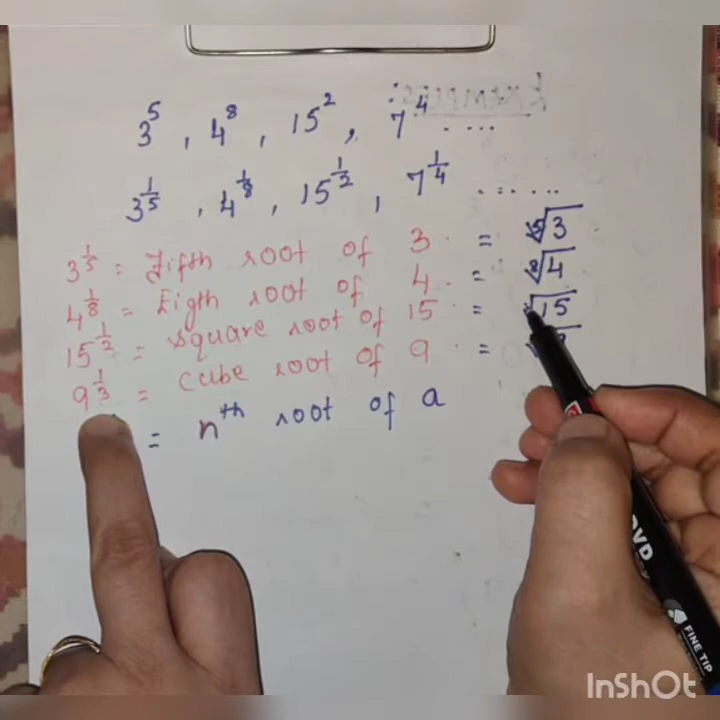 3^5 , 4^8 , 15^2 , 7^4 ....
3^(1/5) , 4^(1/8) , 15^(1/2) , 7^(1/4) ......
3^(1/5) = Fifth root of 3 = ⁵√3
4^(1/8) = Eigth root of 4 = ⁸√4
15^(1/2) = square root of 15 = √15
9^(1/3) = cube root of 9 =
= nth root of a
FINE TIP
InShOt